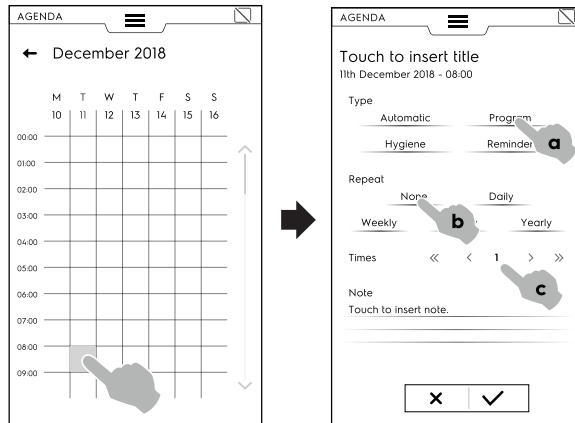 AGENDA
December 2018
M T W T F S S
10 11 12 13 14 15 16
00:00
01:00
02:00
03:00
04:00
05:00
06:00
07:00
08:00
09:00
AGENDA
Touch to insert title
11th December 2018 - 08:00
Type
Automatic Program
a
Hygiene Reminder
Repeat
None Daily
b
Weekly Yearly
Times 1
c
Note
Touch to insert note.